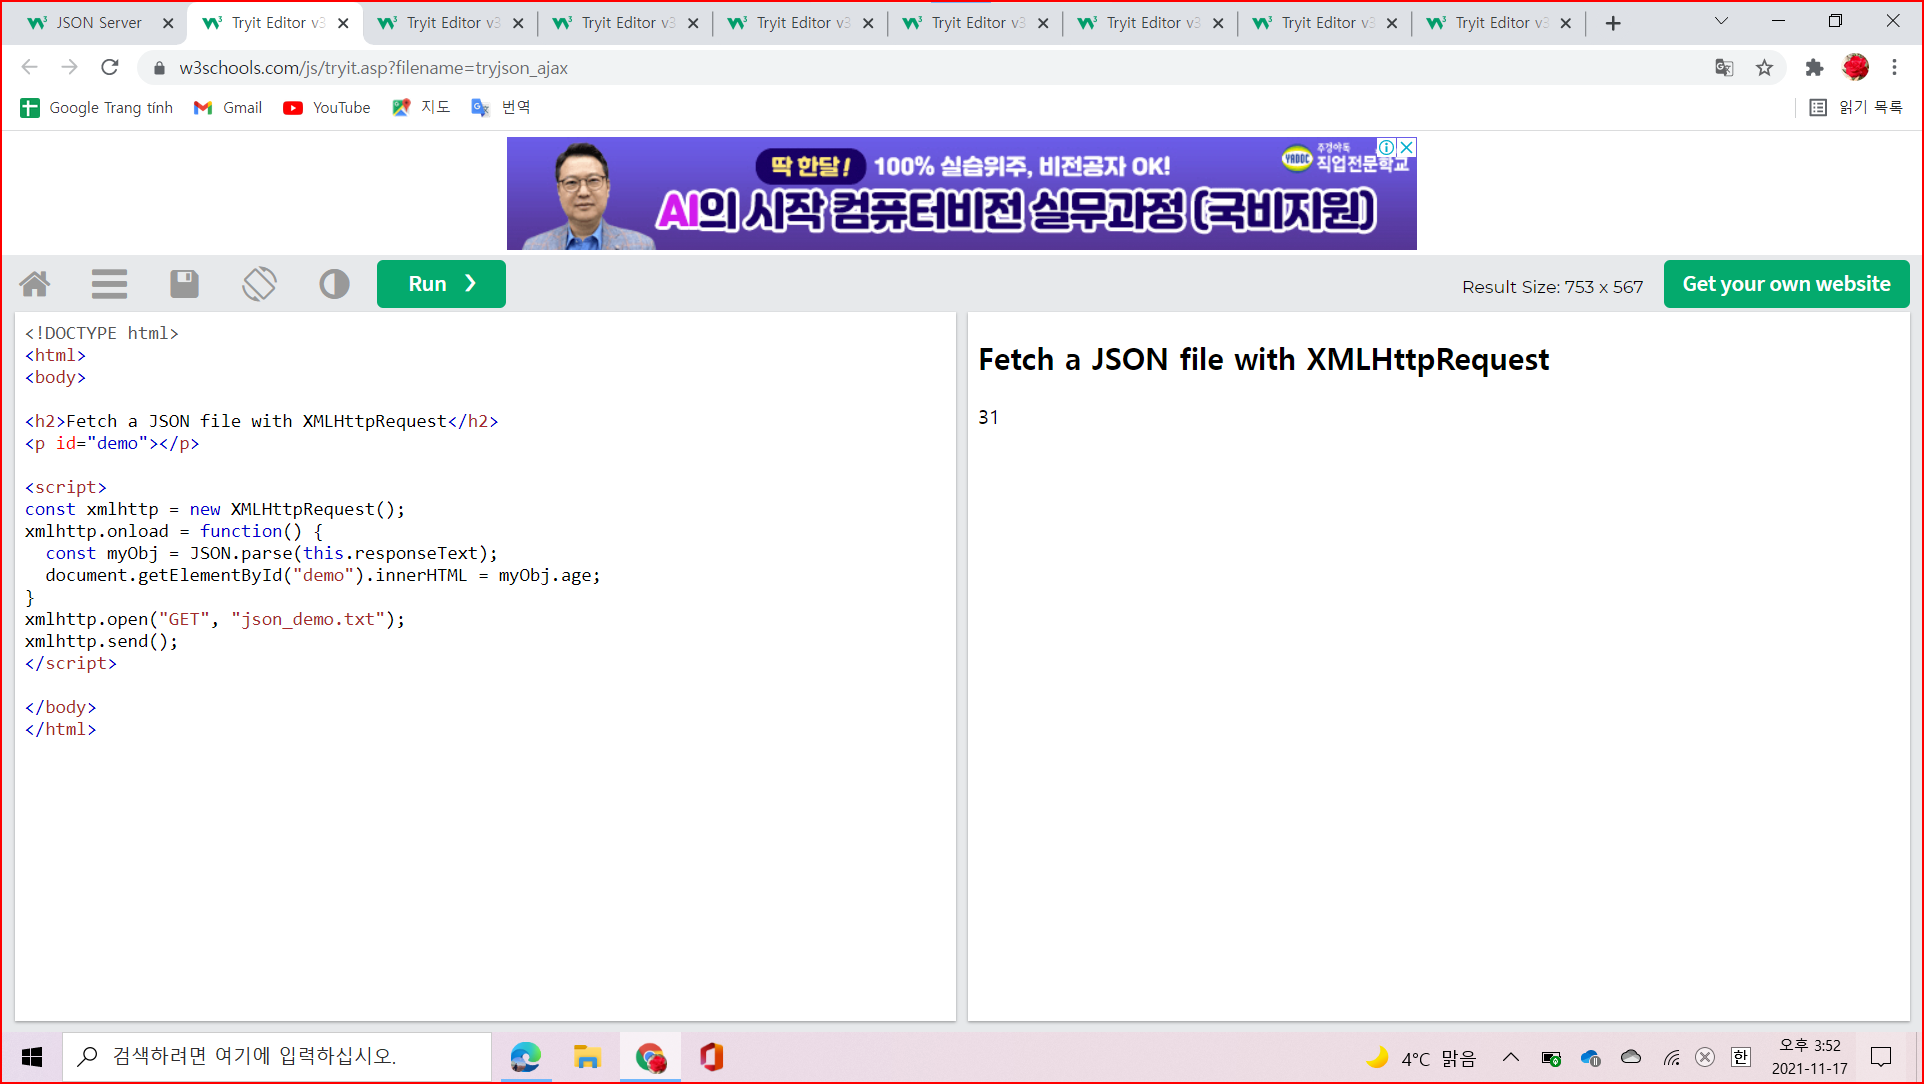 JSON Server
Tryit Editor v3
Tryit Editor v3
Tryit Editor v3
Tryit Editor v3
Tryit Editor v3
Tryit Editor v3
Tryit Editor v3
Tryit Editor v3
w3schools.com/js/tryit.asp?filename=tryjson_ajax
Google Trang tính
Gmail
YouTube
지도
번역
읽기 목록
딱 한달! 100% 실습위주, 비전공자 OK!
AI의 시작 컴퓨터비전 실무과정 (국비지원)
YADOC 주경야독 직업전문학교
Run ❯
Result Size: 753 x 567
Get your own website
<!DOCTYPE html>
<html>
<body>
<h2>Fetch a JSON file with XMLHttpRequest</h2>
<p id="demo"></p>
<script>
const xmlhttp = new XMLHttpRequest();
xmlhttp.onload = function() {
  const myObj = JSON.parse(this.responseText);
  document.getElementById("demo").innerHTML = myObj.age;
}
xmlhttp.open("GET", "json_demo.txt");
xmlhttp.send();
</script>
</body>
</html>
Fetch a JSON file with XMLHttpRequest
31
검색하려면 여기에 입력하십시오.
4°C 맑음
한
오후 3:52
2021-11-17